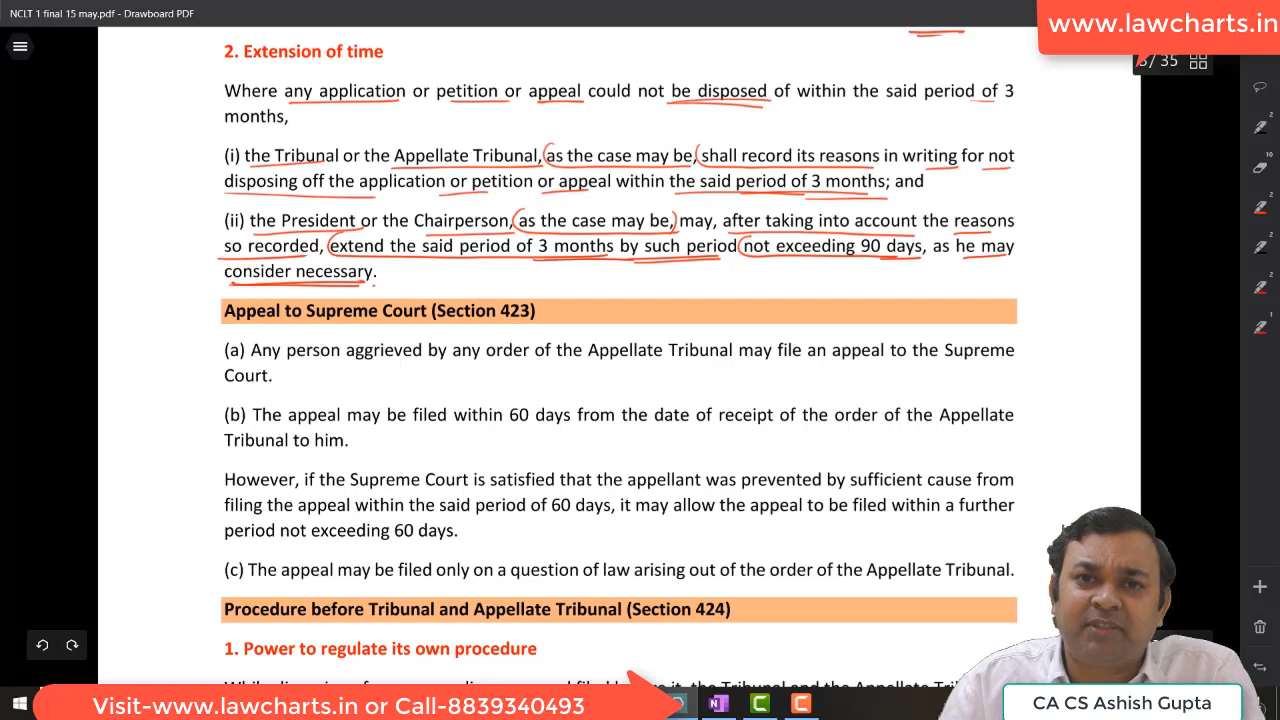 NCLT 1 final 15 may.pdf - Drawboard PDF
www.lawcharts.in
/ 35
2. Extension of time
Where any application or petition or appeal could not be disposed of within the said period of 3
months,
(i) the Tribunal or the Appellate Tribunal, as the case may be, shall record its reasons in writing for not
disposing off the application or petition or appeal within the said period of 3 months; and
(ii) the President or the Chairperson, as the case may be, may, after taking into account the reasons
so recorded, extend the said period of 3 months by such period not exceeding 90 days, as he may
consider necessary.
Appeal to Supreme Court (Section 423)
(a) Any person aggrieved by any order of the Appellate Tribunal may file an appeal to the Supreme
Court.
(b) The appeal may be filed within 60 days from the date of receipt of the order of the Appellate
Tribunal to him.
However, if the Supreme Court is satisfied that the appellant was prevented by sufficient cause from
filing the appeal within the said period of 60 days, it may allow the appeal to be filed within a further
period not exceeding 60 days.
(c) The appeal may be filed only on a question of law arising out of the order of the Appellate Tribunal.
Procedure before Tribunal and Appellate Tribunal (Section 424)
1. Power to regulate its own procedure
Visit-www.lawcharts.in or Call-8839340493
CA CS Ashish Gupta